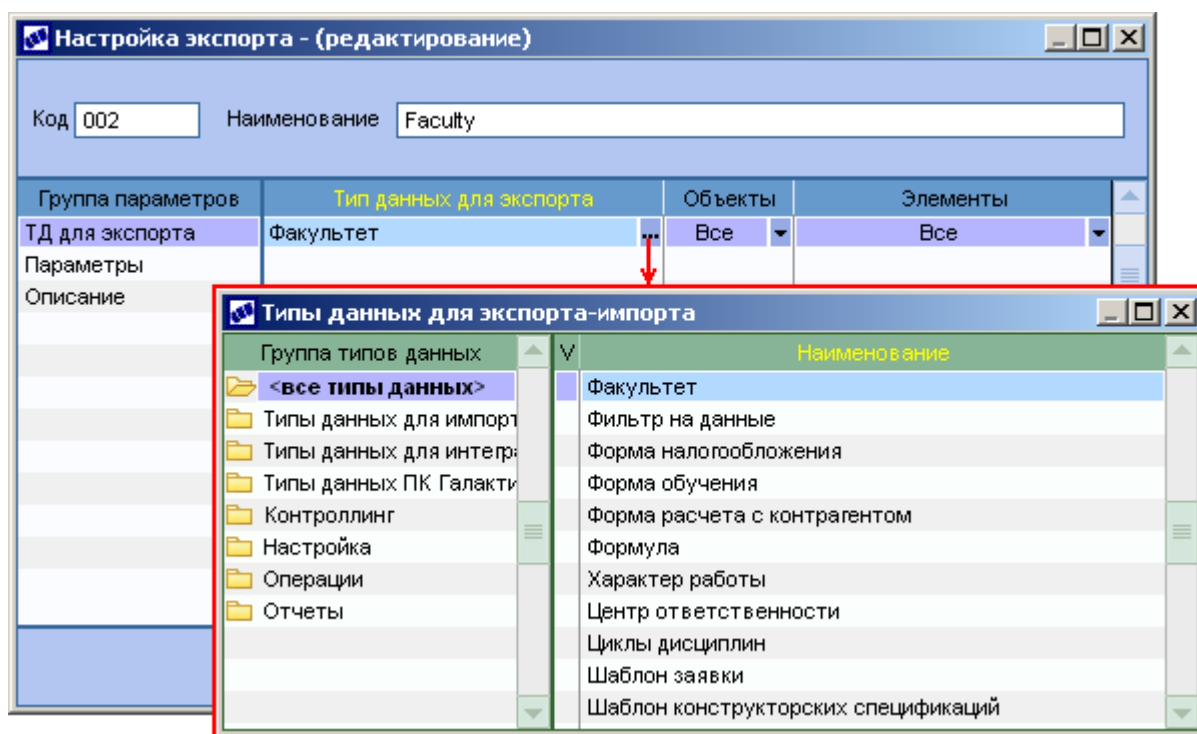 Настройка экспорта - (редактирование)
Код 002 Наименование Faculty
Группа параметров Тип данных для экспорта Объекты Элементы
ТД для экспорта Факультет ... Все Все
Параметры
Описание
Типы данных для экспорта-импорта
Группа типов данных V Наименование
<все типы данных> Факультет
Типы данных для импорт Фильтр на данные
Типы данных для интегр Форма налогообложения
Типы данных ПК Галакти Форма обучения
Контроллинг Форма расчета с контрагентом
Настройка Формула
Операции Характер работы
Отчеты Центр ответственности
Циклы дисциплин
Шаблон заявки
Шаблон конструкторских спецификаций